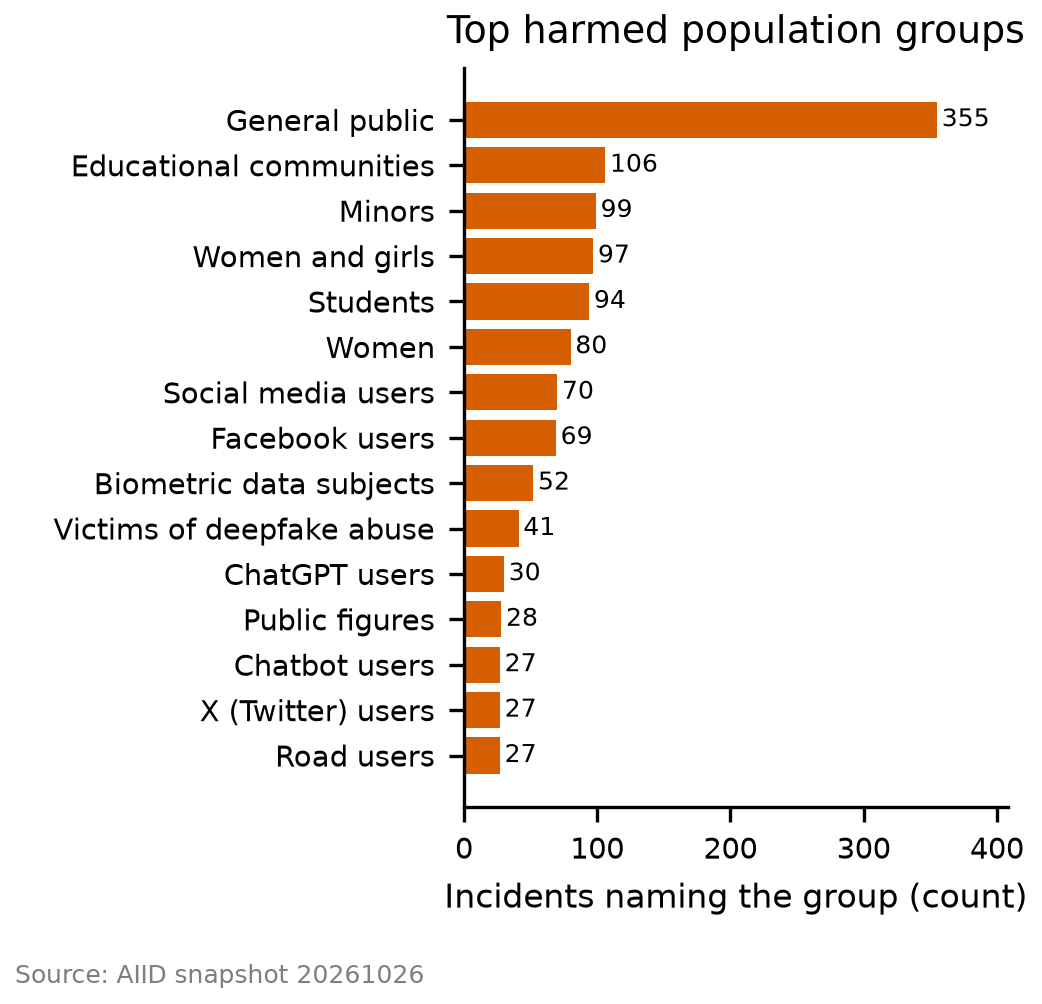 Top harmed population groups
General public 355
Educational communities 106
Minors 99
Women and girls 97
Students 94
Women 80
Social media users 70
Facebook users 69
Biometric data subjects 52
Victims of deepfake abuse 41
ChatGPT users 30
Public figures 28
Chatbot users 27
X (Twitter) users 27
Road users 27
0 100 200 300 400
Incidents naming the group (count)
Source: AIID snapshot 20261026